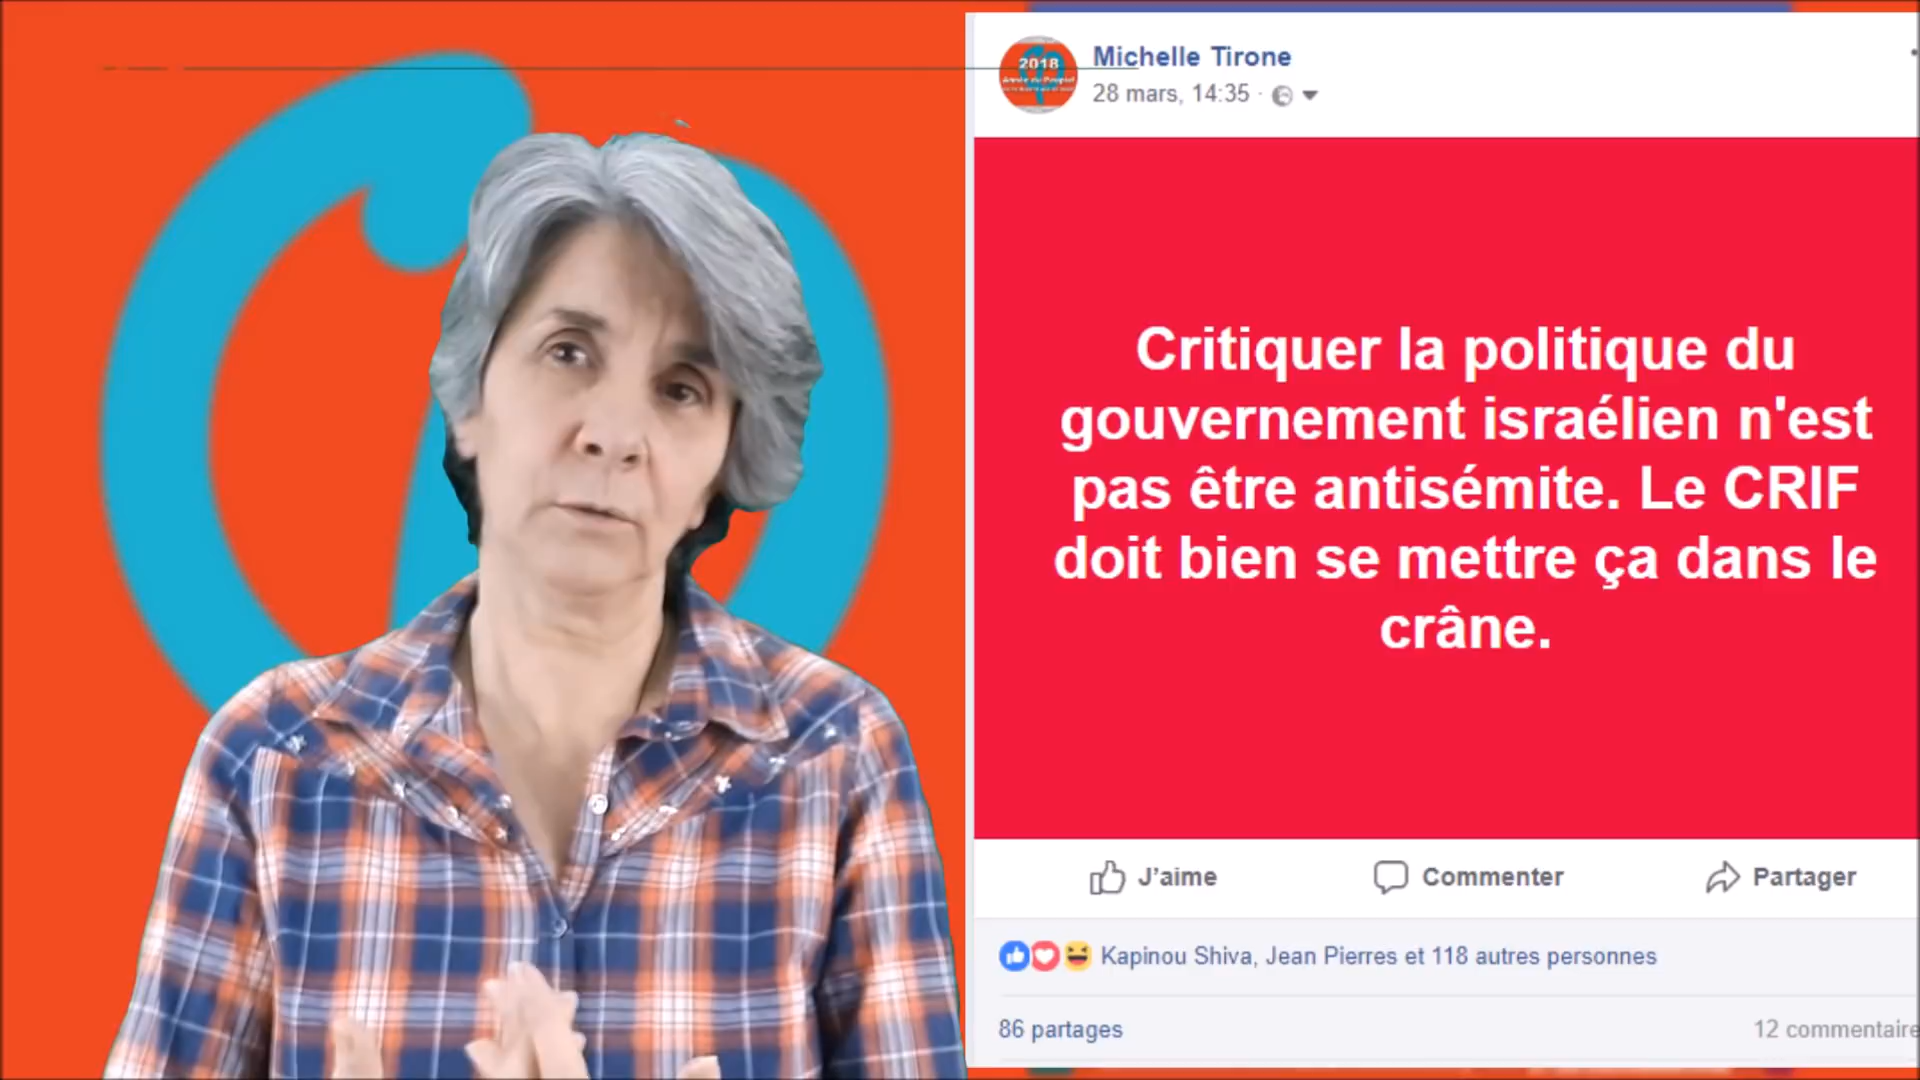 Michelle Tirone
2018
28 mars, 14:35
Critiquer la politique du
gouvernement israélien n'est
pas être antisémite. Le CRIF
doit bien se mettre ça dans le
crâne.
J'aime
Commenter
Partager
Kapinou Shiva, Jean Pierres et 118 autres personnes
86 partages
12 commentaire